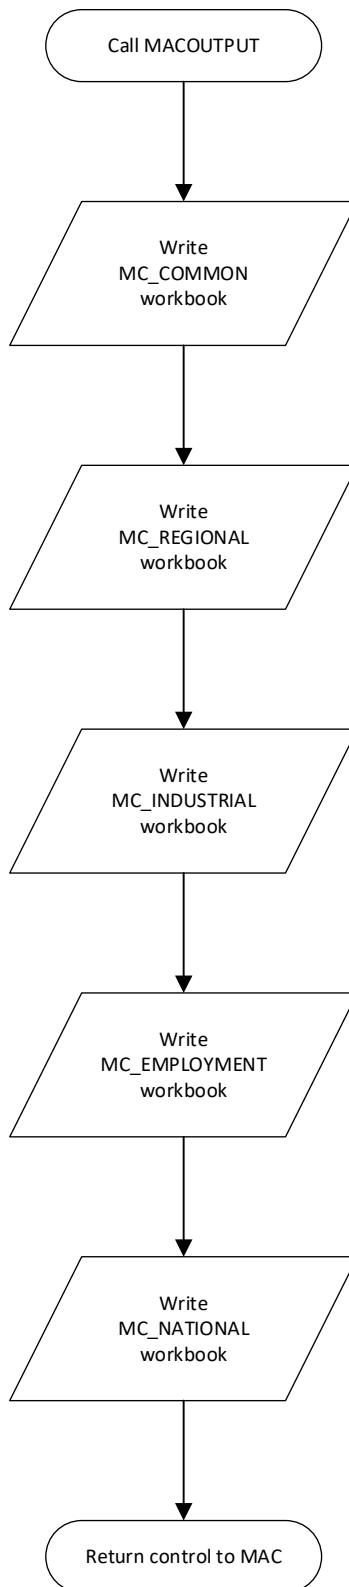 Call MACOUTPUT
Write
MC_COMMON
workbook
Write
MC_REGIONAL
workbook
Write
MC_INDUSTRIAL
workbook
Write
MC_EMPLOYMENT
workbook
Write
MC_NATIONAL
workbook
Return control to MAC